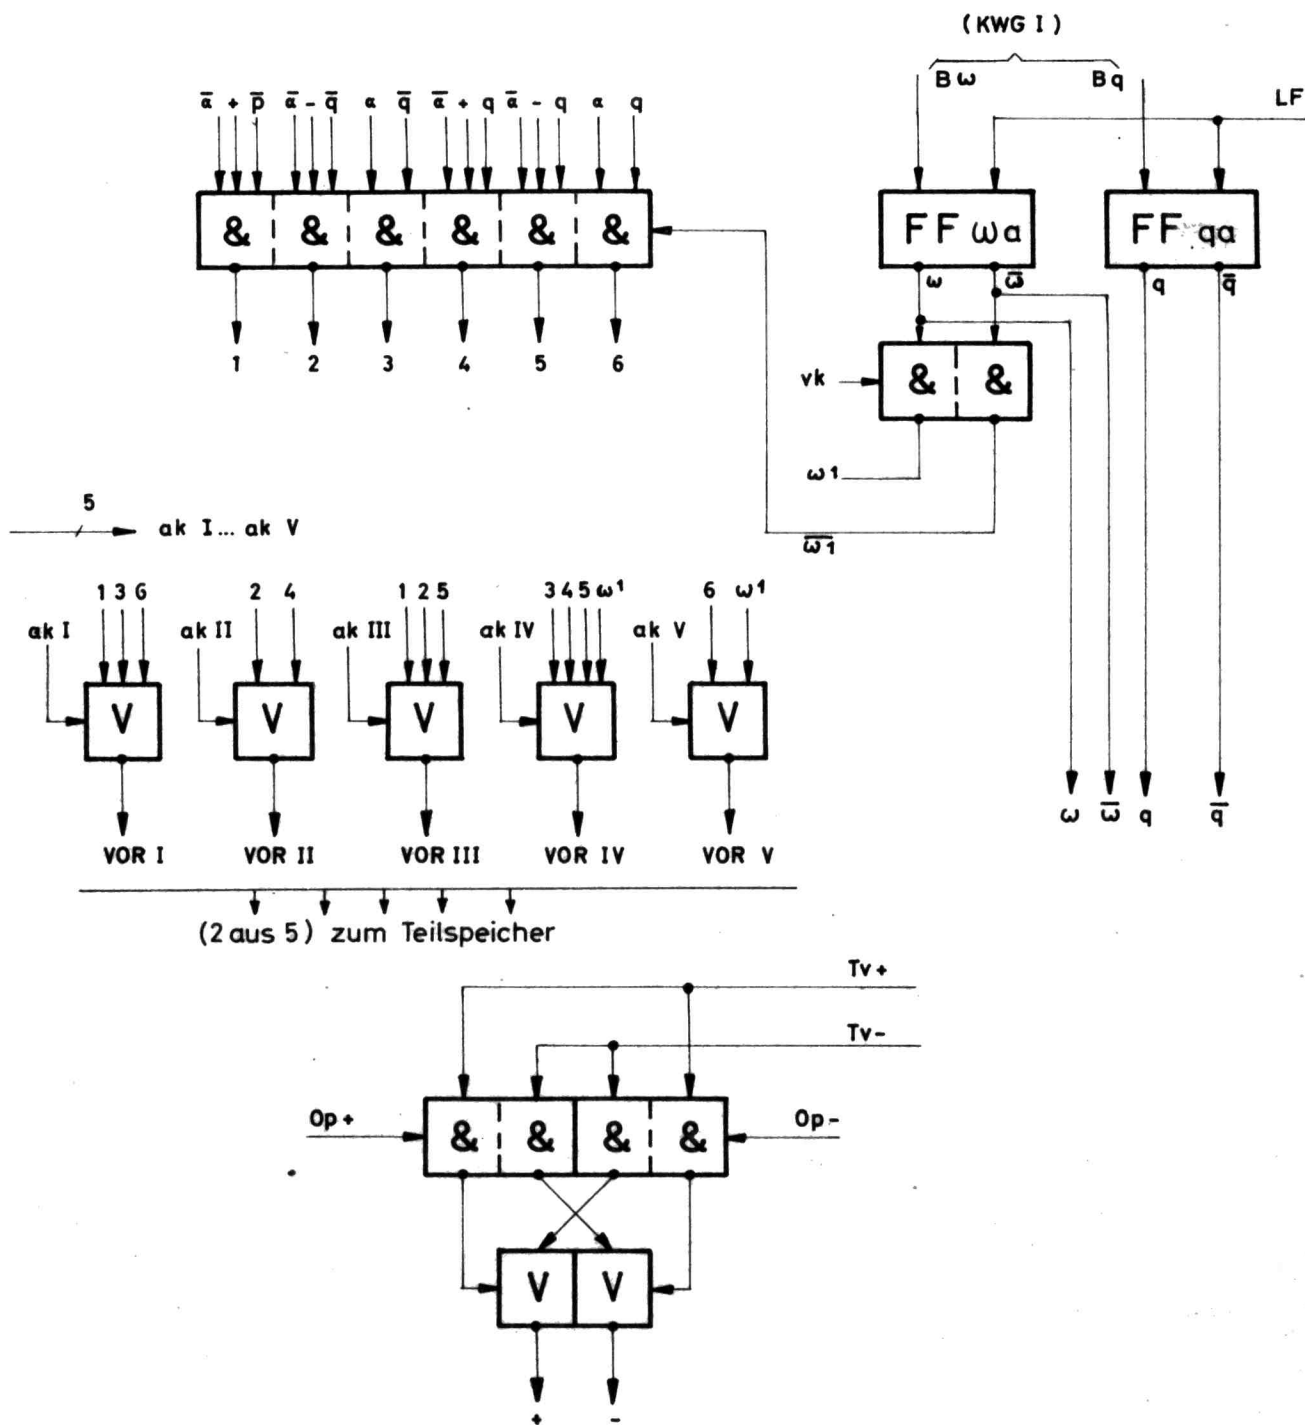 (KWG I)
Bω Bq
LF
ᾱ + p̄ ᾱ - q̄ α q̄ ᾱ + q ᾱ - q α q
& & & & & &
FF ωa FF qa
ω ω̄ q q̄
1 2 3 4 5 6
vk
& &
ω1
ω̄1
5
ak I... ak V
1 3 6 2 4 1 2 5 3 4 5 ω1 6 ω1
ak I ak II ak III ak IV ak V
V V V V V
ω ω̄ q q̄
VOR I VOR II VOR III VOR IV VOR V
(2 aus 5) zum Teilspeicher
Tv+
Tv-
Op+ Op-
& & & &
V V
+ -